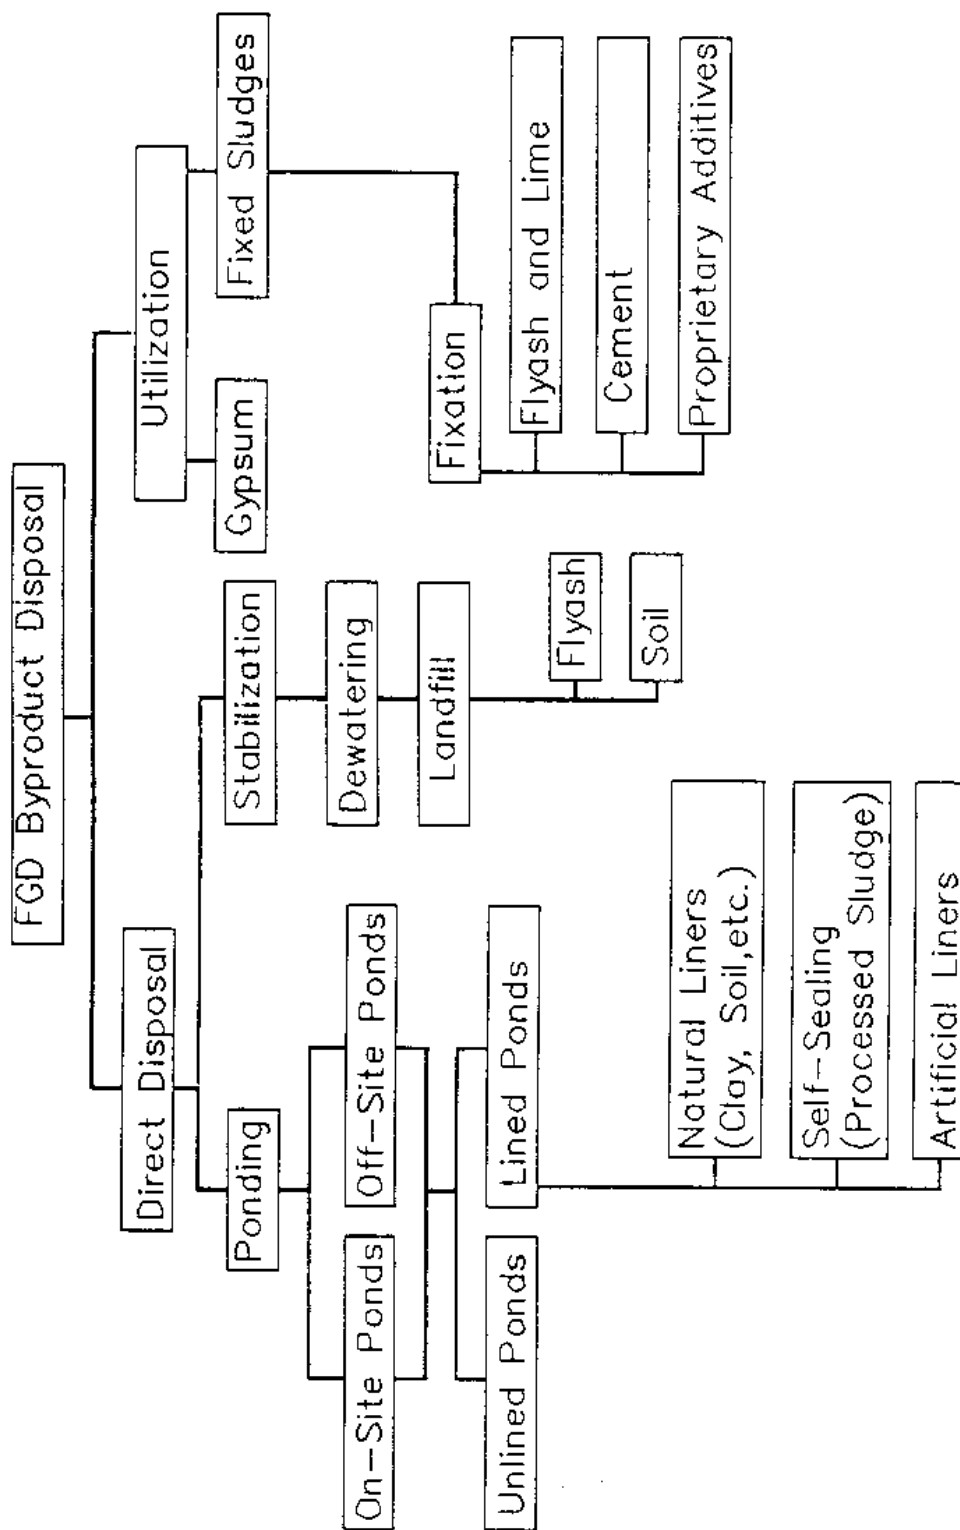 FGD Byproduct Disposal
Direct Disposal
Utilization
Ponding
Stabilization
Gypsum
Fixed Sludges
On-Site Ponds
Off-Site Ponds
Dewatering
Unlined Ponds
Lined Ponds
Landfill
Fixation
Natural Liners
(Clay, Soil,etc.)
Self-Sealing
(Processed Sludge)
Artificial Liners
Flyash
Soil
Flyash and Lime
Cement
Proprietary Additives